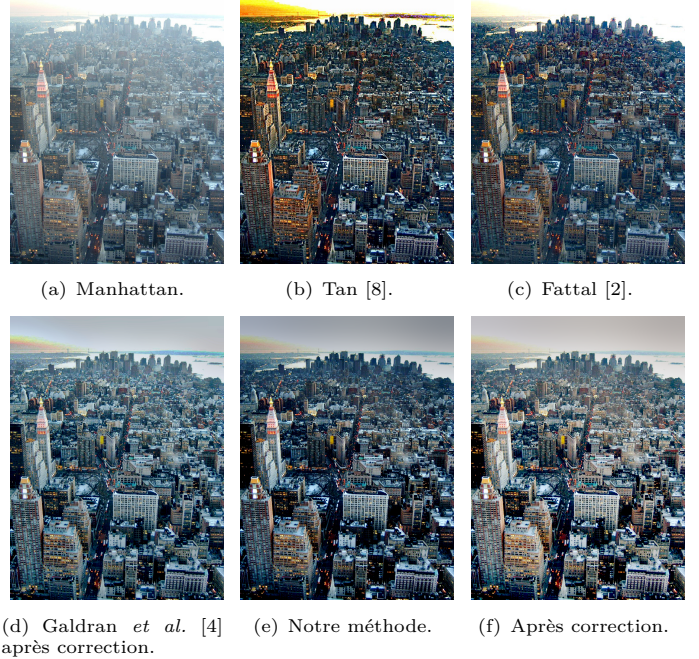 (a) Manhattan.
(b) Tan [8].
(c) Fattal [2].
(d) Galdran et al. [4]
après correction.
(e) Notre méthode.
(f) Après correction.